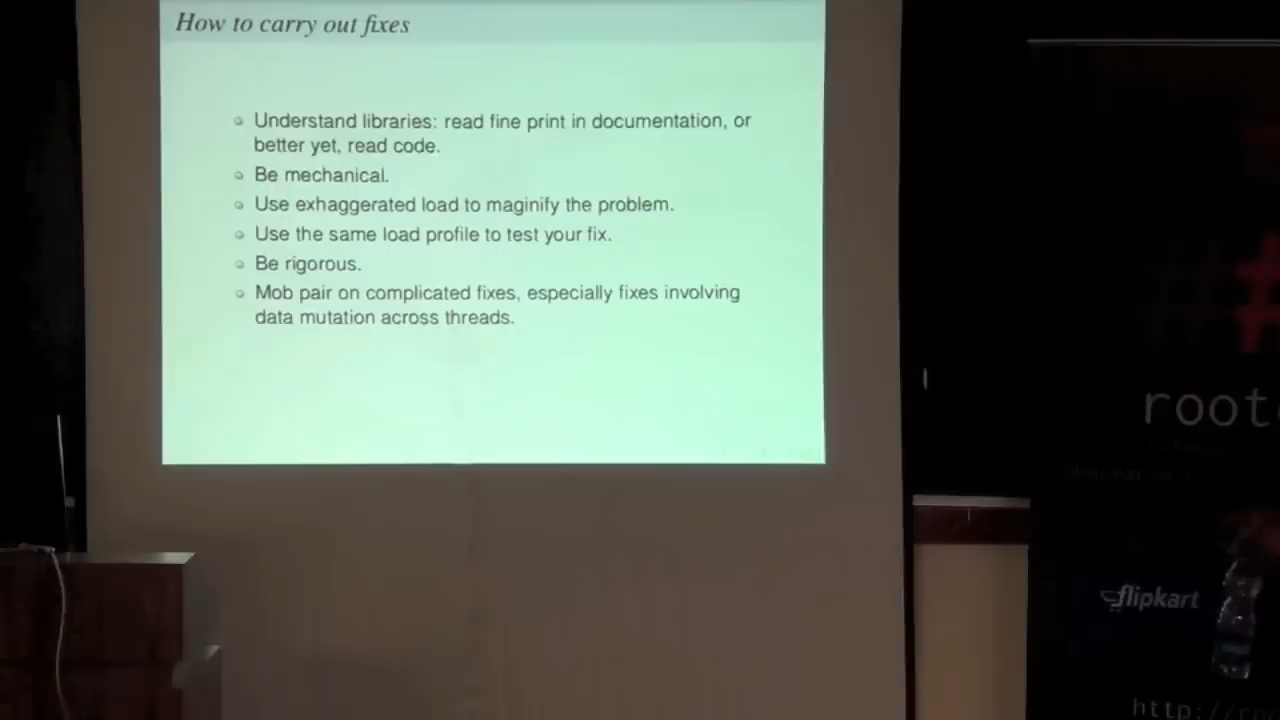 How to carry out fixes
Understand libraries: read fine print in documentation, or
better yet, read code.
Be mechanical.
Use exhaggerated load to maginify the problem.
Use the same load profile to test your fix.
Be rigorous.
Mob pair on complicated fixes, especially fixes involving
data mutation across threads.
root
flipkart
http://